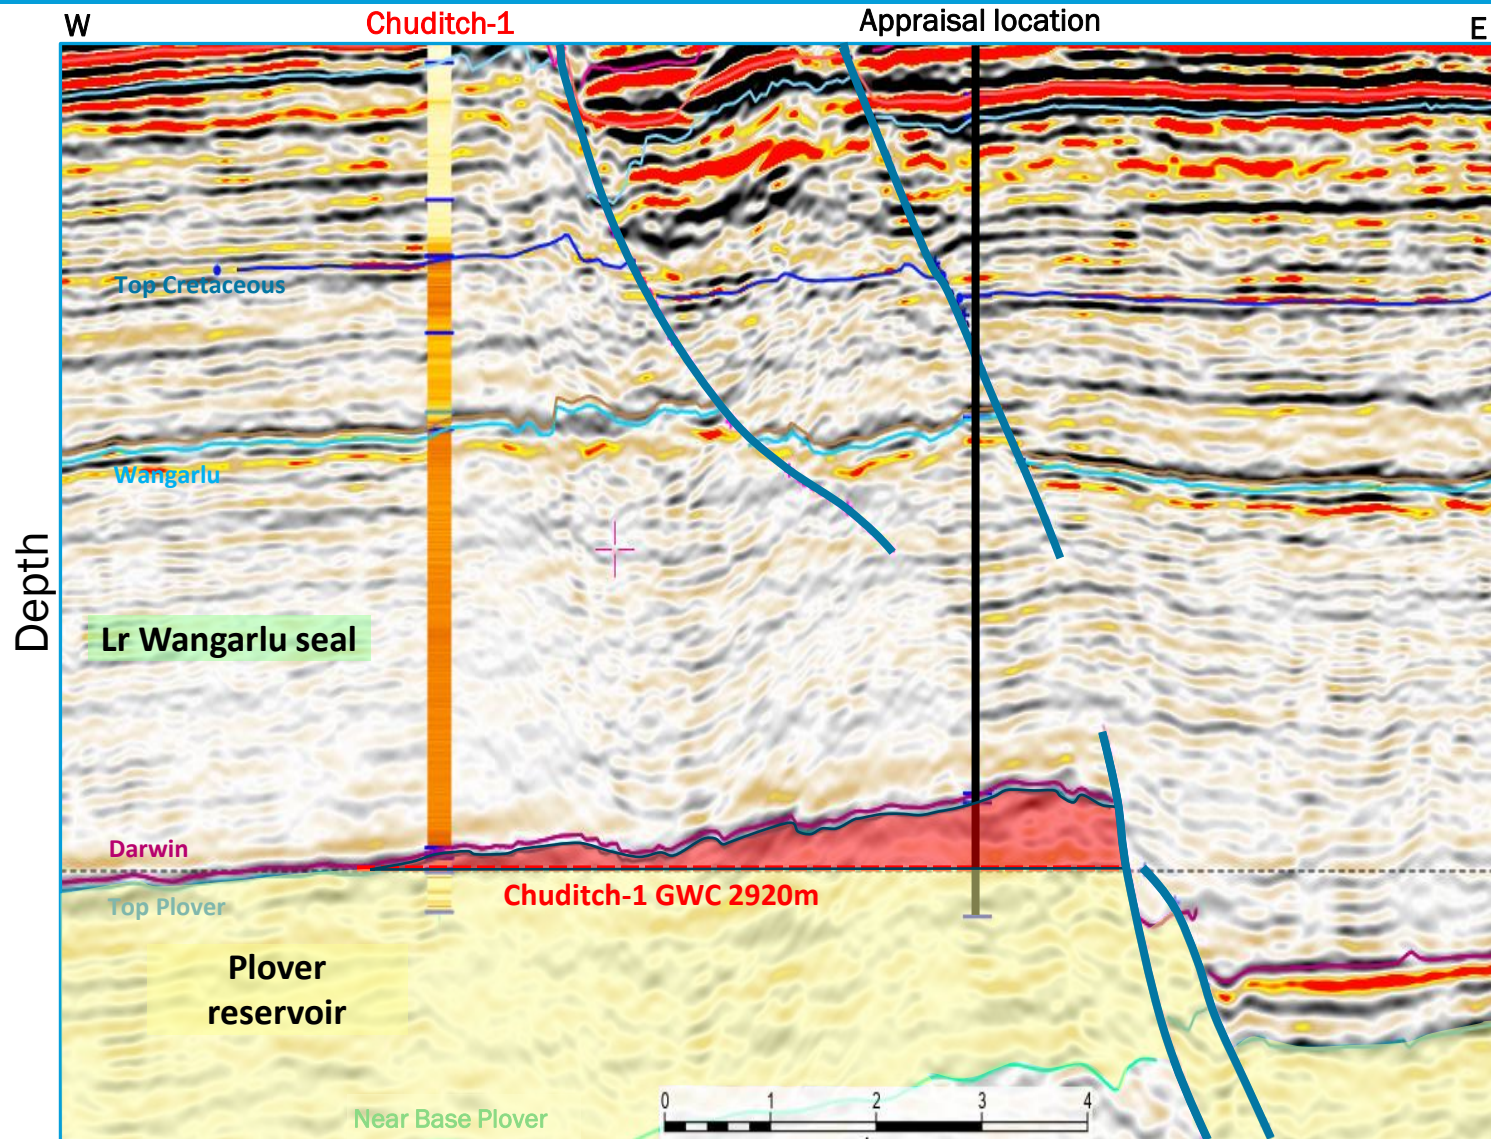 W
Chuditch-1
Appraisal location
E
Top Cretaceous
Wangarlu
Depth
Lr Wangarlu seal
Darwin
Chuditch-1 GWC 2920m
Top Plover
Plover
reservoir
0 1 2 3 4
Near Base Plover